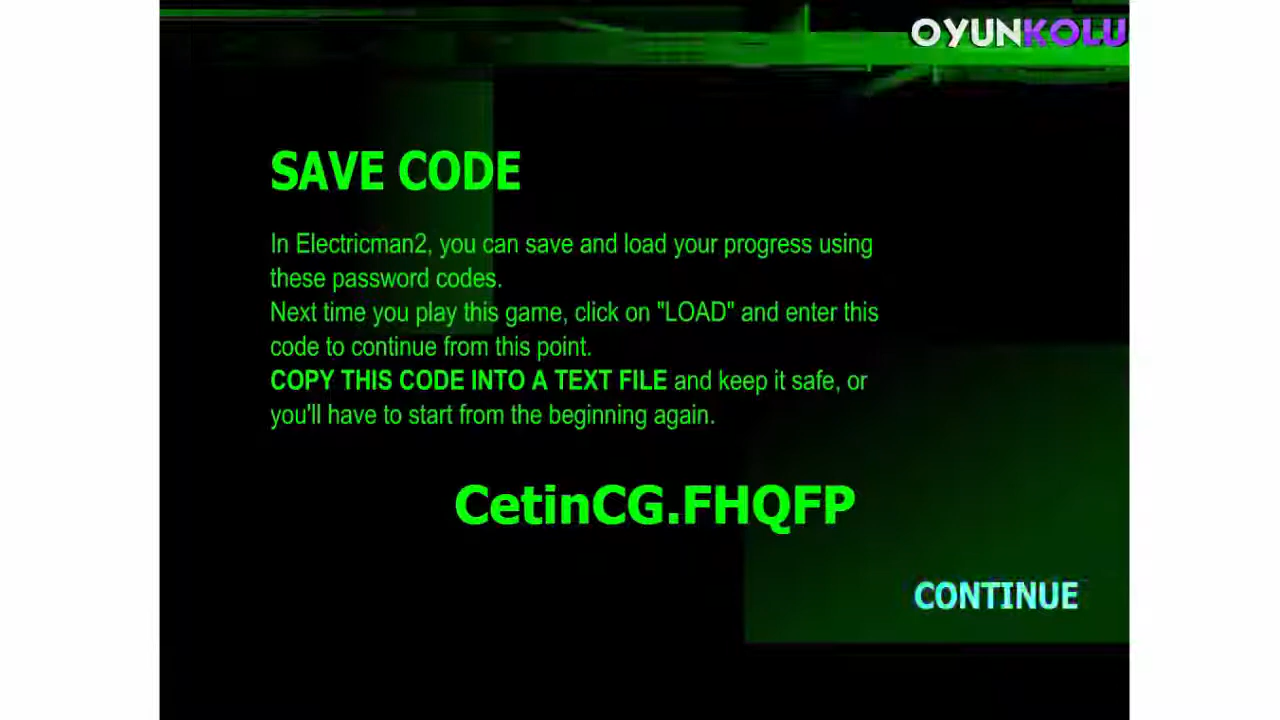 OYUNKOLU
SAVE CODE
In Electricman2, you can save and load your progress using
these password codes.
Next time you play this game, click on "LOAD" and enter this
code to continue from this point.
COPY THIS CODE INTO A TEXT FILE and keep it safe, or
you'll have to start from the beginning again.
CetinCG.FHQFP
CONTINUE